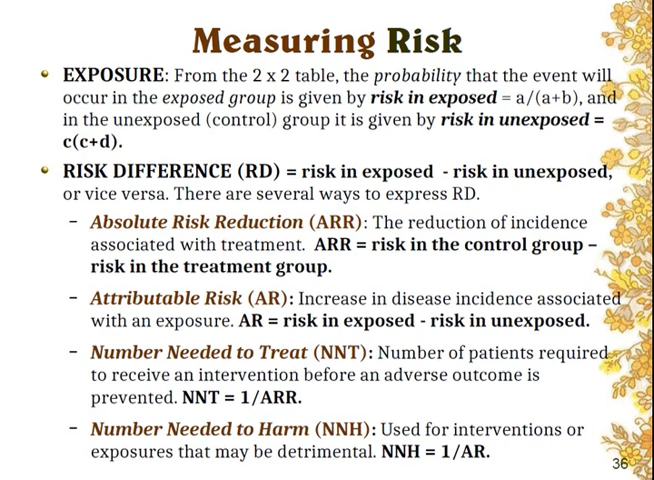 Measuring Risk
• EXPOSURE: From the 2 x 2 table, the probability that the event will
occur in the exposed group is given by risk in exposed = a/(a+b), and
in the unexposed (control) group it is given by risk in unexposed =
c(c+d).
• RISK DIFFERENCE (RD) = risk in exposed - risk in unexposed,
or vice versa. There are several ways to express RD.
– Absolute Risk Reduction (ARR): The reduction of incidence
associated with treatment. ARR = risk in the control group –
risk in the treatment group.
– Attributable Risk (AR): Increase in disease incidence associated
with an exposure. AR = risk in exposed - risk in unexposed.
– Number Needed to Treat (NNT): Number of patients required
to receive an intervention before an adverse outcome is
prevented. NNT = 1/ARR.
– Number Needed to Harm (NNH): Used for interventions or
exposures that may be detrimental. NNH = 1/AR.
36